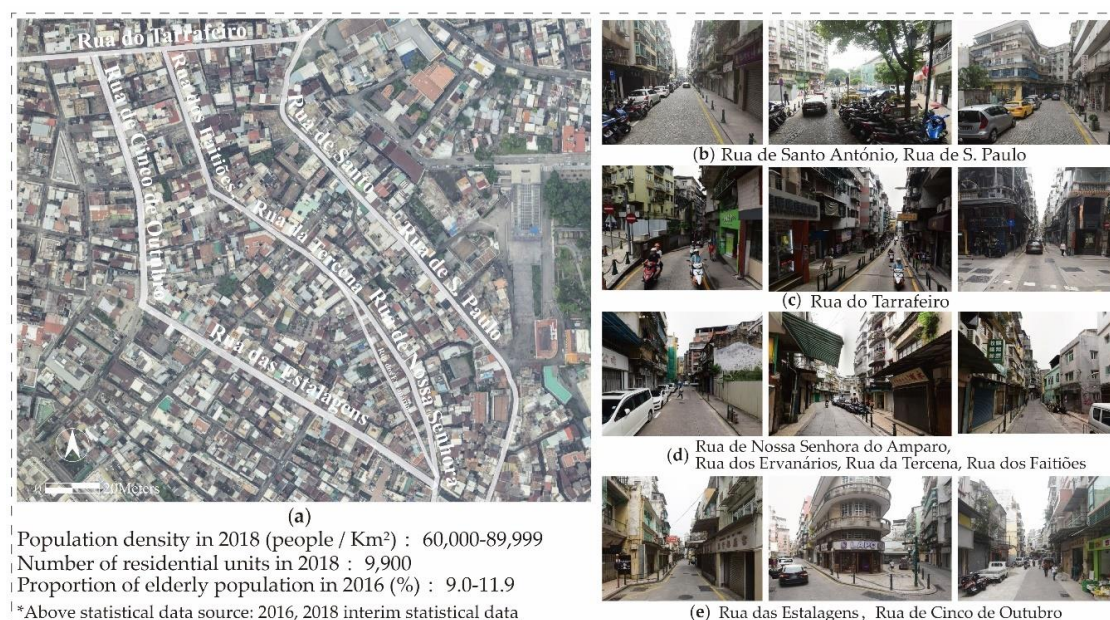 Rua do Tarrafeiro
Rua de Cinco de Outubro
Rua dos Faitiões
Rua de Santo
Rua de S. Paulo
Rua da Tercena
Rua de Nossa Senhora
Rua das Estalagens
N
0 20Meters
(a)
Population density in 2018 (people / Km²) : 60,000-89,999
Number of residential units in 2018 : 9,900
Proportion of elderly population in 2016 (%) : 9.0-11.9
*Above statistical data source: 2016, 2018 interim statistical data
(b) Rua de Santo António, Rua de S. Paulo
(c) Rua do Tarrafeiro
(d) Rua de Nossa Senhora do Amparo,
Rua dos Ervanários, Rua da Tercena, Rua dos Faitiões
(e) Rua das Estalagens, Rua de Cinco de Outubro